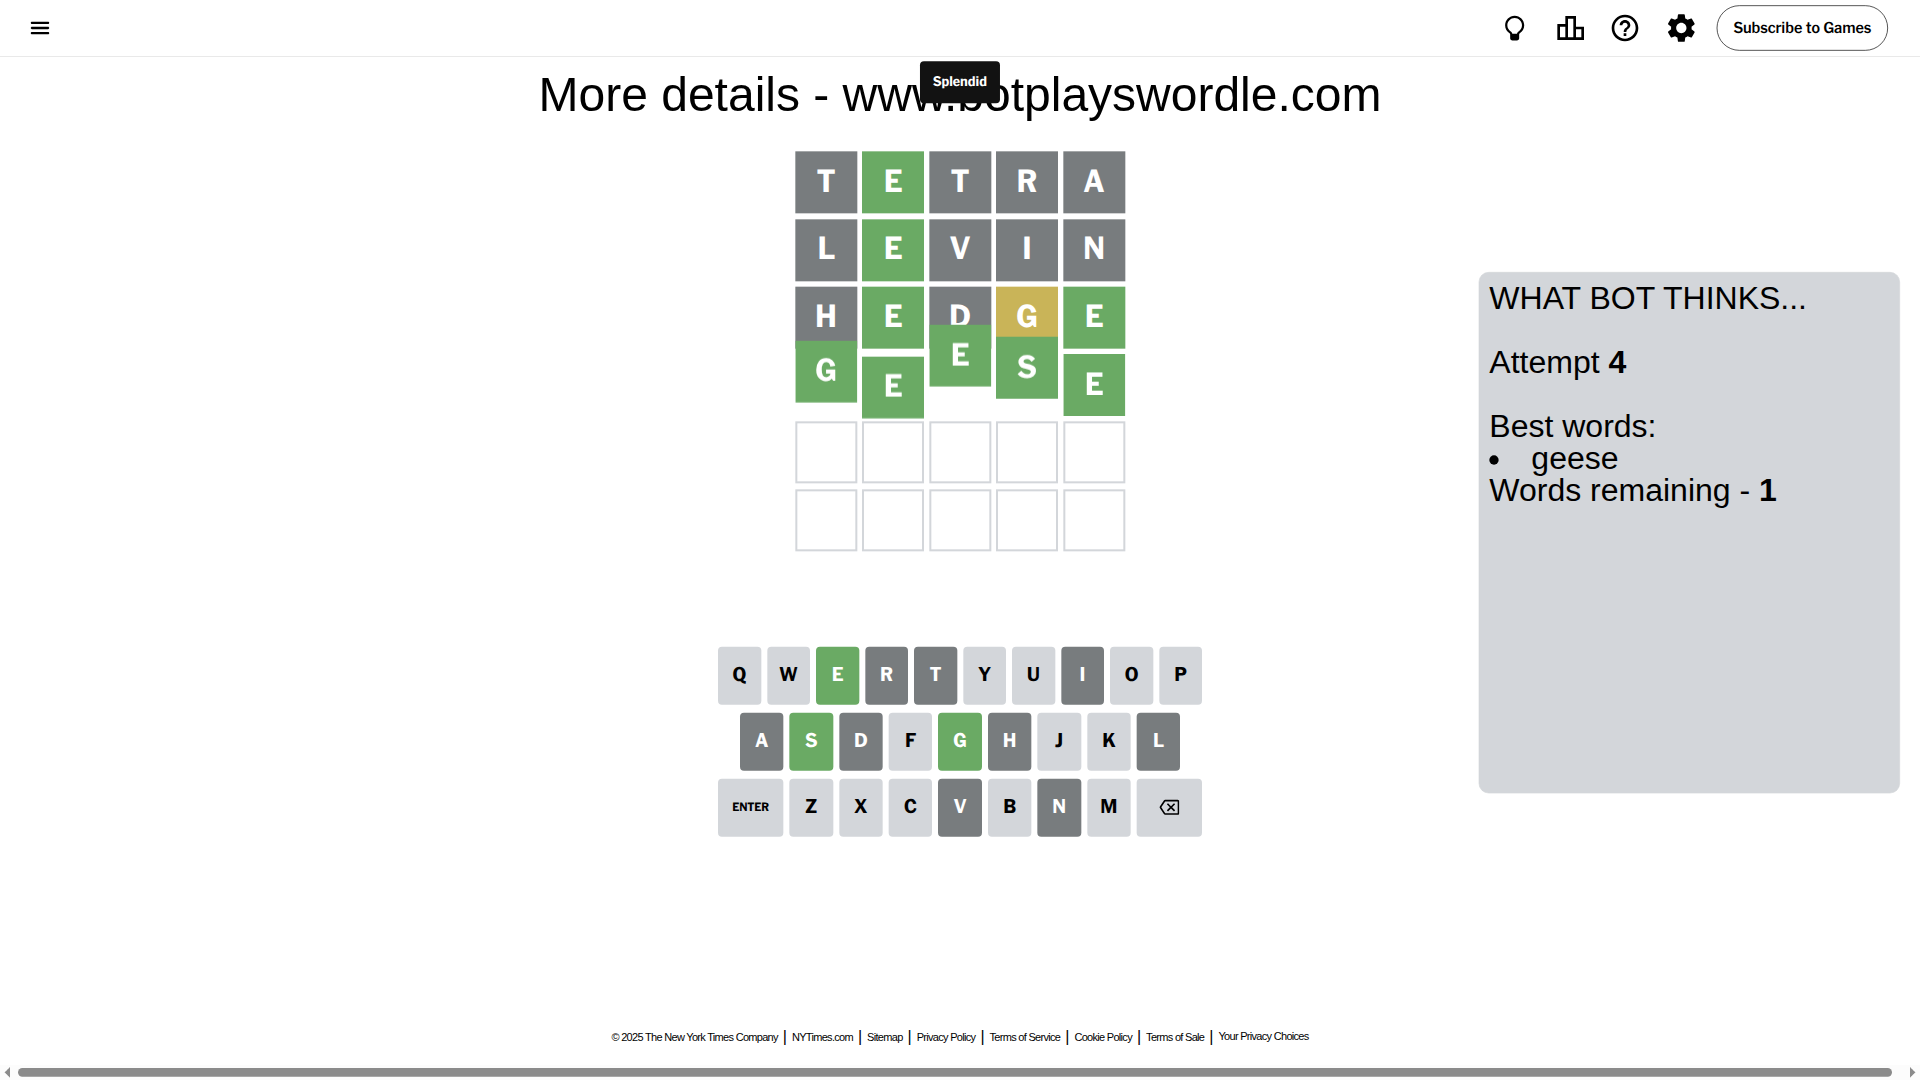 Subscribe to Games
Splendid
More details - www.botplayswordle.com
T E T R A
L E V I N
H E D G E
G E E S E
WHAT BOT THINKS...
Attempt 4
Best words:
• geese
Words remaining - 1
Q W E R T Y U I O P
A S D F G H J K L
ENTER Z X C V B N M
© 2025 The New York Times Company | NYTimes.com | Sitemap | Privacy Policy | Terms of Service | Cookie Policy | Terms of Sale | Your Privacy Choices